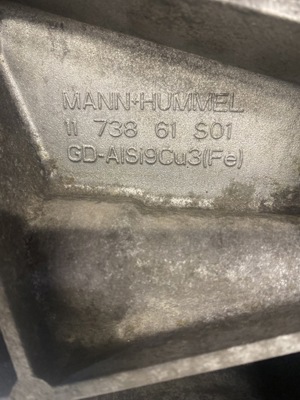 MANN+HUMMEL
11 738 61 S01
GD-AlSi9Cu3(Fe)